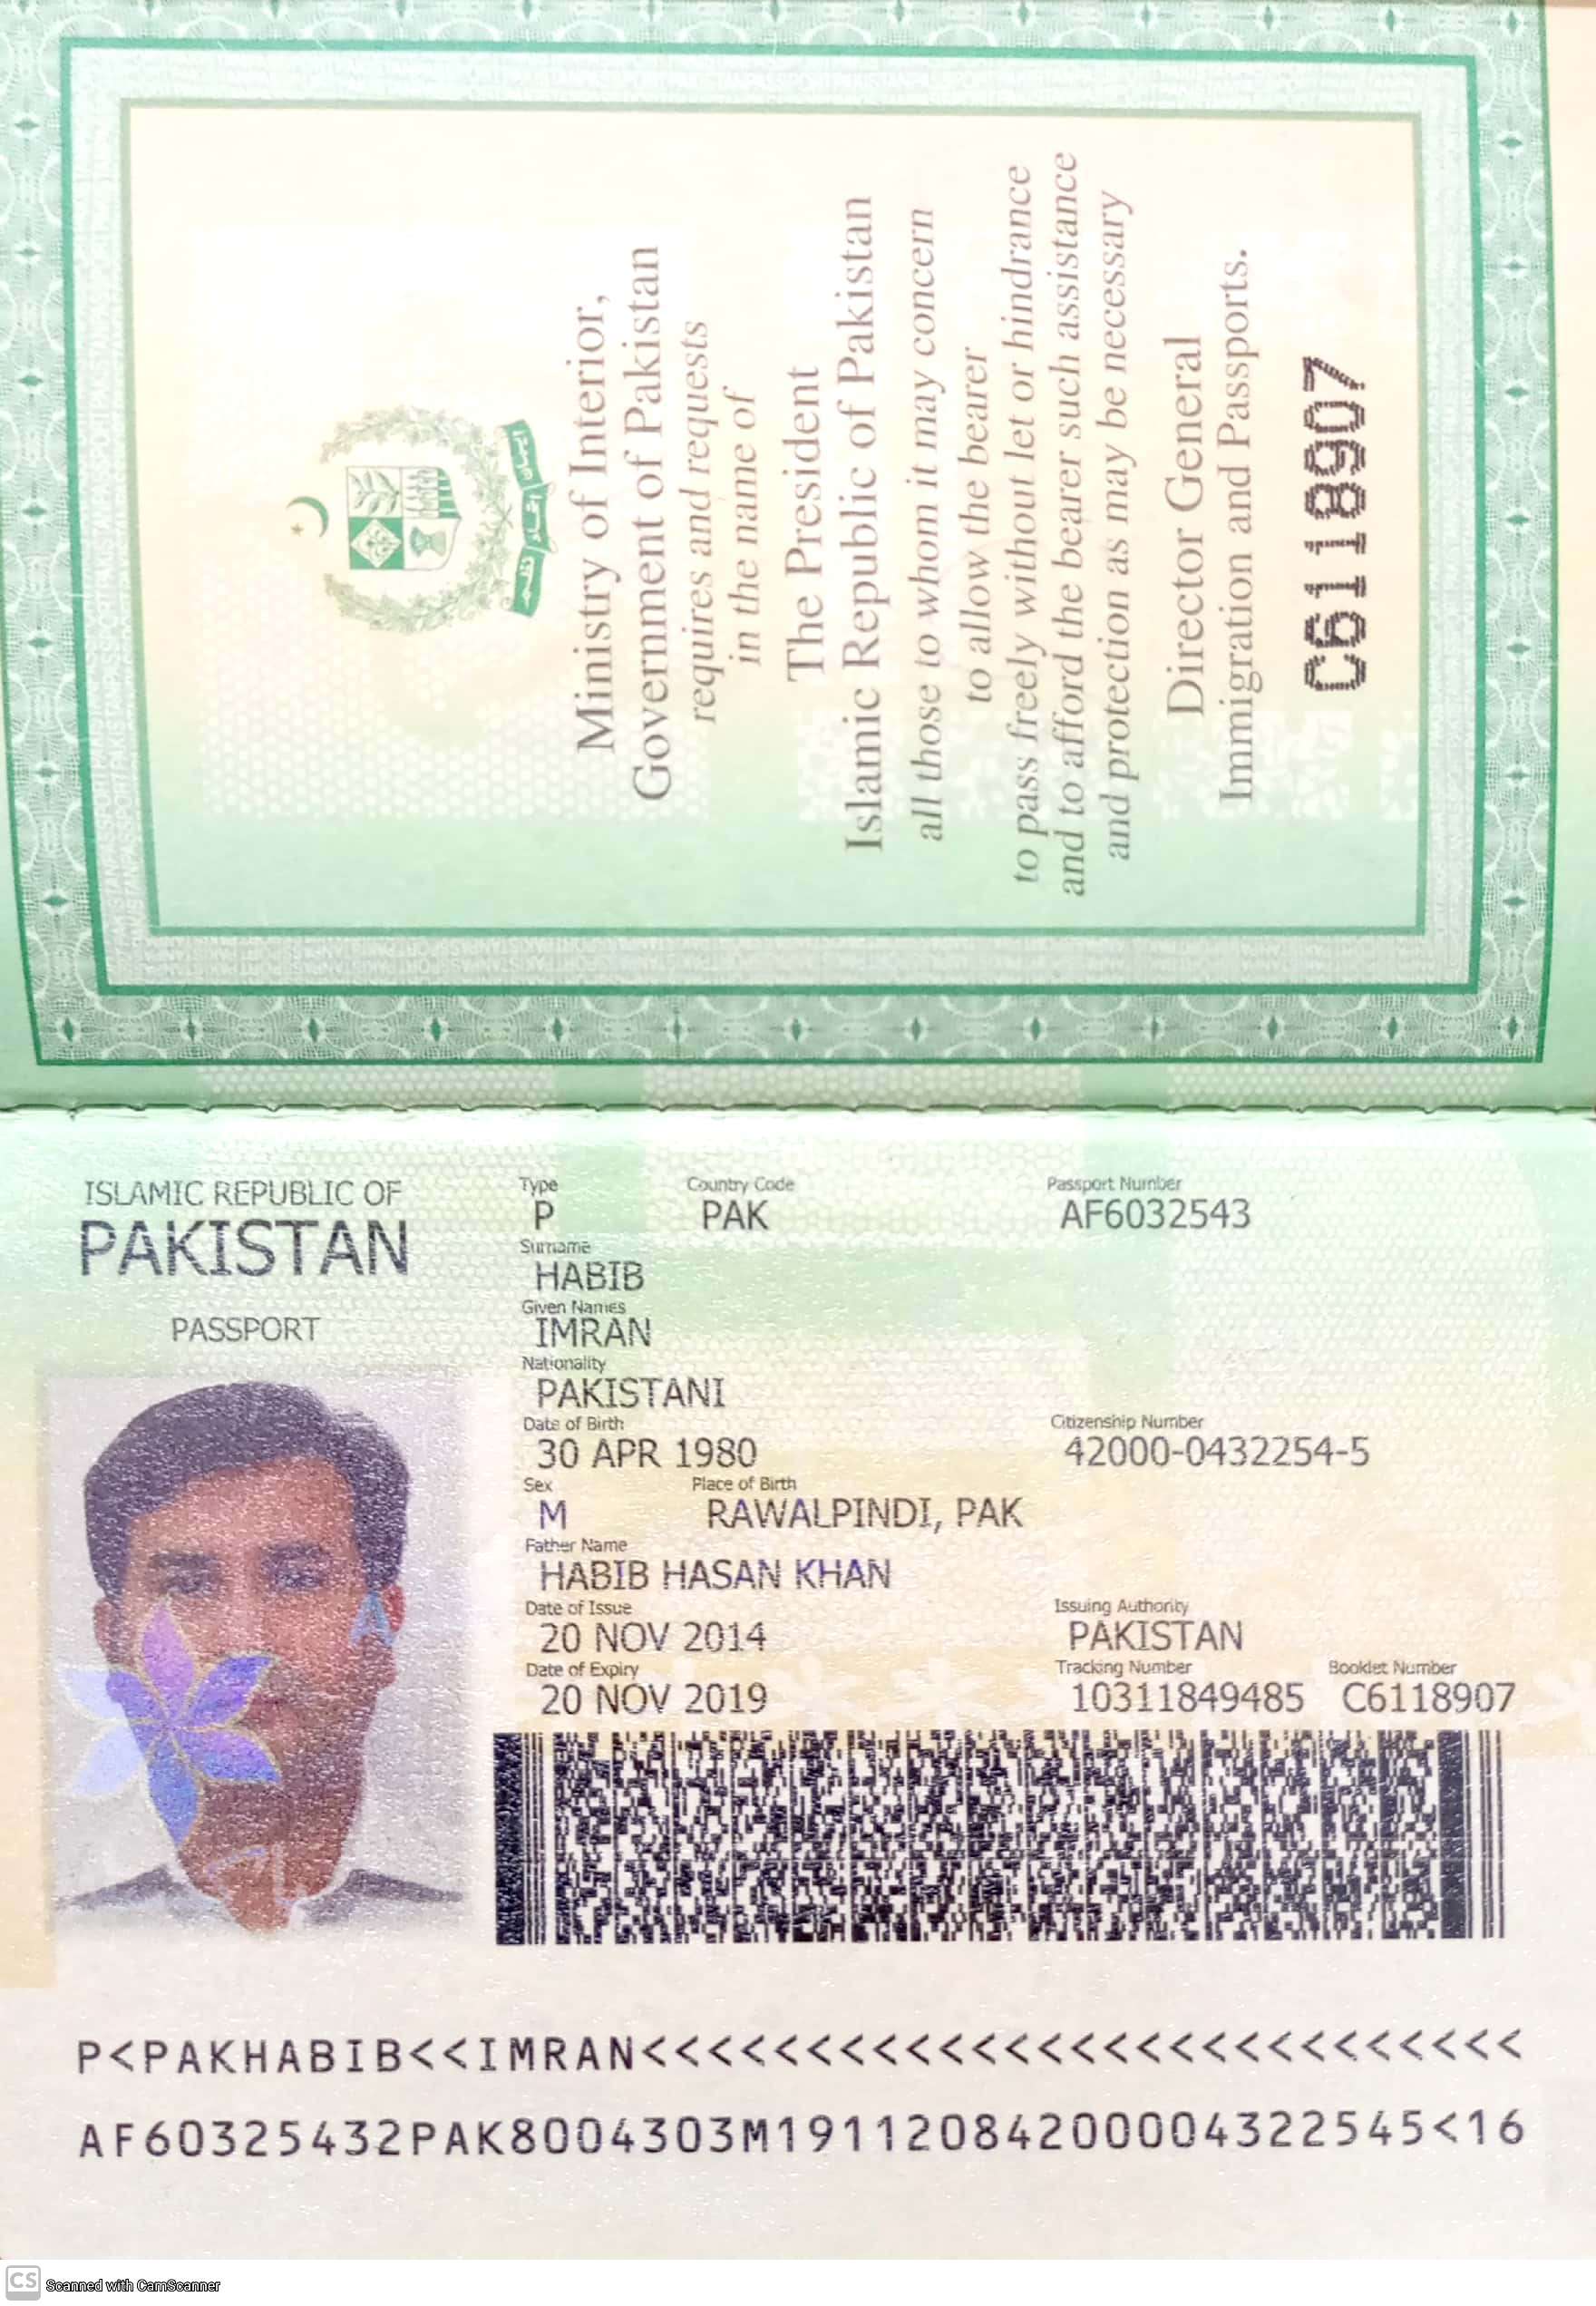 ایمان اتحاد نظم
Ministry of Interior,
Government of Pakistan
requires and requests
in the name of
The President
Islamic Republic of Pakistan
all those to whom it may concern
to allow the bearer
to pass freely without let or hindrance
and to afford the bearer such assistance
and protection as may be necessary
Director General
Immigration and Passports.
C6118907
ISLAMIC REPUBLIC OF
PAKISTAN
PASSPORT
Type Country Code Passport Number
P PAK AF6032543
Surname
HABIB
Given Names
IMRAN
Nationality
PAKISTANI
Date of Birth Citizenship Number
30 APR 1980 42000-0432254-5
Sex Place of Birth
M RAWALPINDI, PAK
Father Name
HABIB HASAN KHAN
Date of Issue Issuing Authority
20 NOV 2014 PAKISTAN
Date of Expiry Tracking Number Booklet Number
20 NOV 2019 10311849485 C6118907
P<PAKHABIB<<IMRAN<<<<<<<<<<<<<<<<<<<<<<<<<<<
AF60325432PAK8004303M19112084200004322545<16
CS Scanned with CamScanner